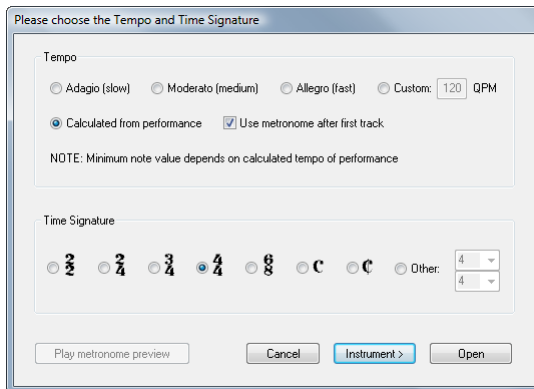 Please choose the Tempo and Time Signature
Tempo
Adagio (slow) Moderato (medium) Allegro (fast) Custom: 120 QPM
Calculated from performance Use metronome after first track
NOTE: Minimum note value depends on calculated tempo of performance
Time Signature
2/2 2/4 3/4 4/4 6/8 C ¢ Other: 4
4
Play metronome preview Cancel Instrument > Open